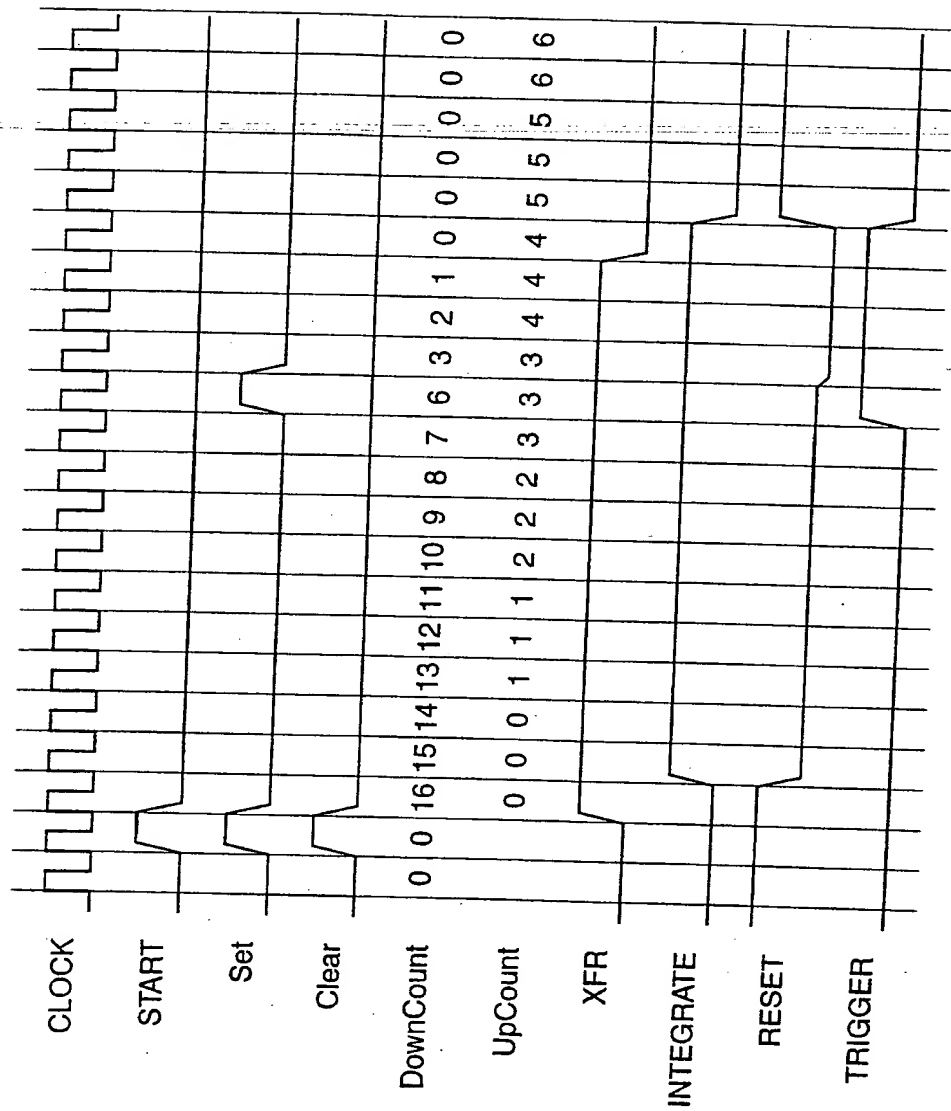 CLOCK
START
Set
Clear
DownCount 0 0 16 15 14 13 12 11 10 9 8 7 6 3 2 1 0 0 0 0 0 0
UpCount 0 0 0 1 1 1 2 2 2 3 3 3 4 4 4 5 5 5 6 6
XFR
INTEGRATE
RESET
TRIGGER